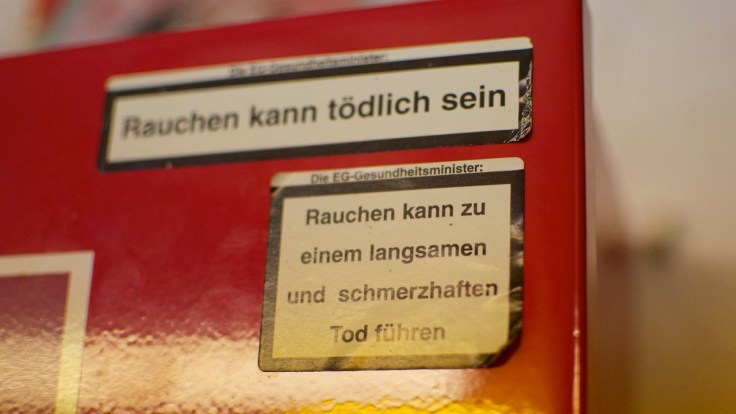 Die EG-Gesundheitsminister:
Rauchen kann tödlich sein
Die EG-Gesundheitsminister:
Rauchen kann zu
einem langsamen
und schmerzhaften
Tod führen